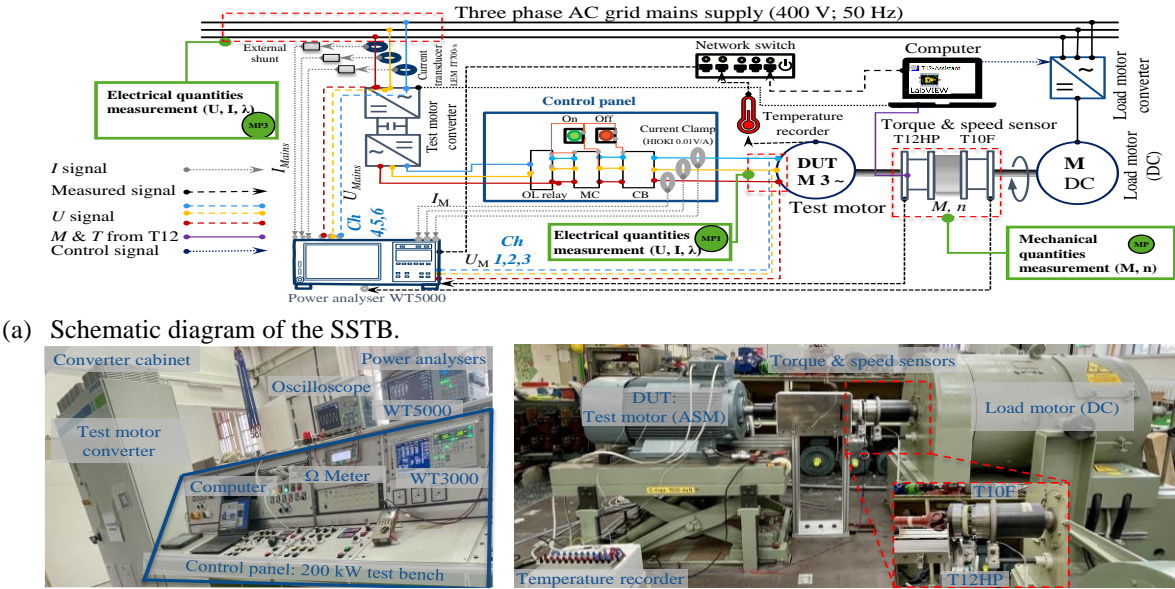 Three phase AC grid mains supply (400 V; 50 Hz)
External
shunt
Current
transducer
LEM IT700-s
Electrical quantities
measurement (U, I, λ)
MP3
Test motor
converter
I Mains
U Mains
Control panel
On
Off
Current Clamp
(HIOKI 0.01V/A)
OL relay
MC
CB
Network switch
Temperature
recorder
Computer
T12-Assistant
LabVIEW
Load motor
converter
Torque & speed sensor
T12HP
T10F
DUT
M 3 ~
Test motor
M, n
M
DC
Load motor
(DC)
I signal
Measured signal
U signal
M & T from T12
Control signal
Ch
4,5,6
I M
U M
Ch
1,2,3
Electrical quantities
measurement (U, I, λ)
MP1
Mechanical
quantities
measurement (M, n)
MP
Power analyser WT5000
(a) Schematic diagram of the SSTB.
Converter cabinet
Power analysers
Oscilloscope
WT5000
Test motor
converter
Ω Meter
Computer
WT3000
Control panel: 200 kW test bench
Torque & speed sensors
DUT:
Test motor (ASM)
Load motor (DC)
T10F
T12HP
Temperature recorder